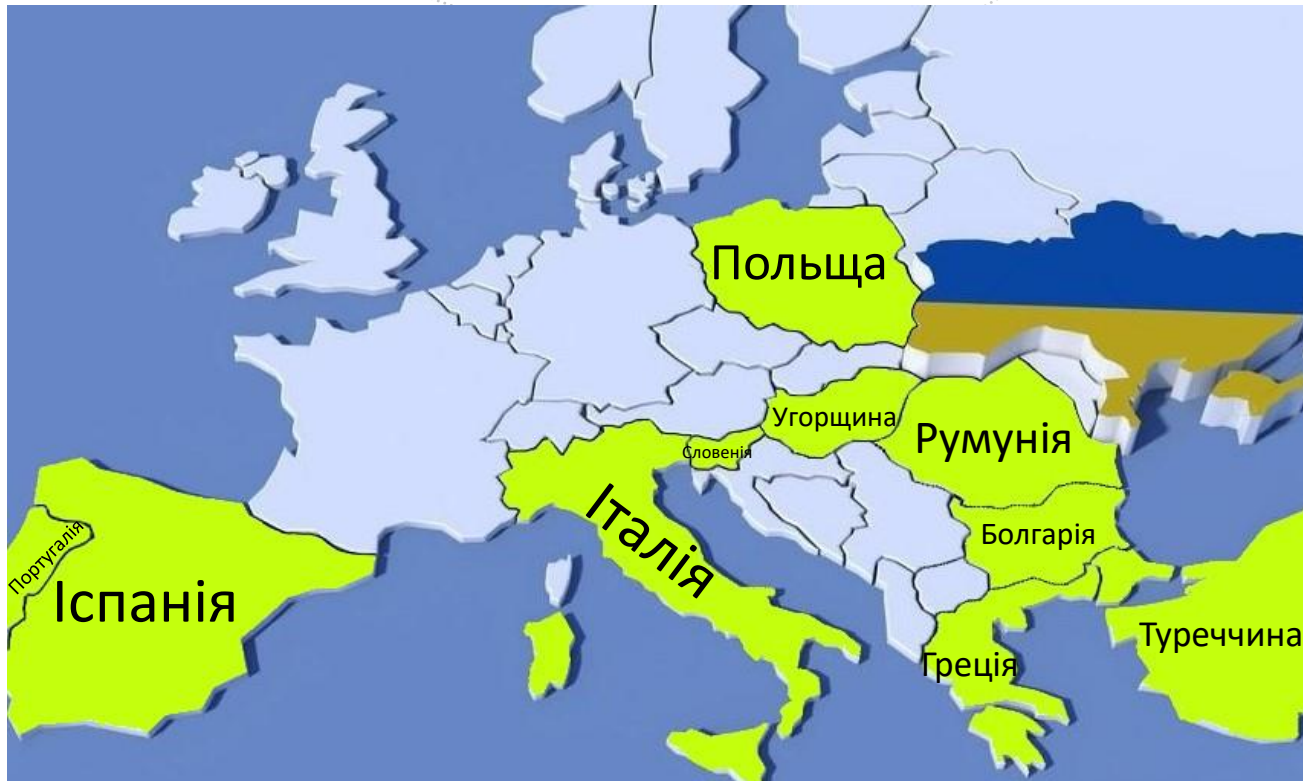 Польща
Угорщина
Румунія
Словенія
Італія
Болгарія
Португалія
Іспанія
Туреччина
Греція